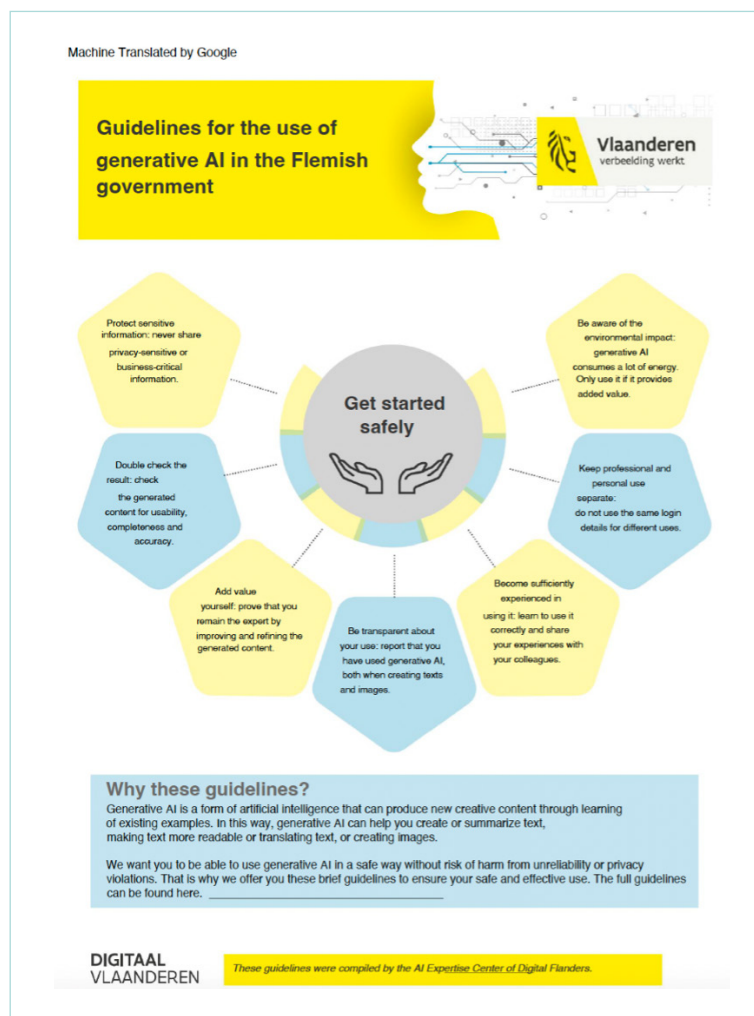 Machine Translated by Google
Guidelines for the use of
generative AI in the Flemish
government
Vlaanderen
verbeelding werkt
Protect sensitive
information: never share
privacy-sensitive or
business-critical
information.
Be aware of the
environmental impact:
generative AI
consumes a lot of energy.
Only use it if it provides
added value.
Get started
safely
Double check the
result: check
the generated
content for usability,
completeness and
accuracy.
Keep professional and
personal use
separate:
do not use the same login
details for different uses.
Add value
yourself: prove that you
remain the expert by
improving and refining the
generated content.
Be transparent about
your use: report that you
have used generative AI,
both when creating texts
and images.
Become sufficiently
experienced in
using it: learn to use it
correctly and share
your experiences with
your colleagues.
Why these guidelines?
Generative AI is a form of artificial intelligence that can produce new creative content through learning
of existing examples. In this way, generative AI can help you create or summarize text,
making text more readable or translating text, or creating images.
We want you to be able to use generative AI in a safe way without risk of harm from unreliability or privacy
violations. That is why we offer you these brief guidelines to ensure your safe and effective use. The full guidelines
can be found here.
DIGITAAL
VLAANDEREN
These guidelines were compiled by the AI Expertise Center of Digital Flanders.